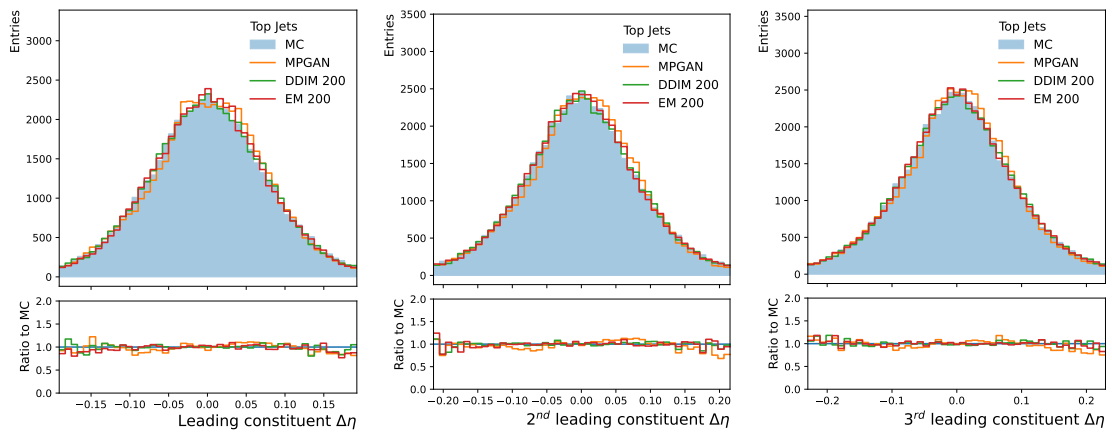 Entries
3000
2500
2000
1500
1000
500
0
Top Jets
MC
MPGAN
DDIM 200
EM 200
Ratio to MC
2.0
1.5
1.0
0.5
0.0
−0.15 −0.10 −0.05 0.00 0.05 0.10 0.15
Leading constituent Δη
Entries
3500
3000
2500
2000
1500
1000
500
0
Top Jets
MC
MPGAN
DDIM 200
EM 200
Ratio to MC
2.0
1.5
1.0
0.5
0.0
−0.20 −0.15 −0.10 −0.05 0.00 0.05 0.10 0.15 0.20
2nd leading constituent Δη
Entries
3500
3000
2500
2000
1500
1000
500
0
Top Jets
MC
MPGAN
DDIM 200
EM 200
Ratio to MC
2.0
1.5
1.0
0.5
0.0
−0.2 −0.1 0.0 0.1 0.2
3rd leading constituent Δη